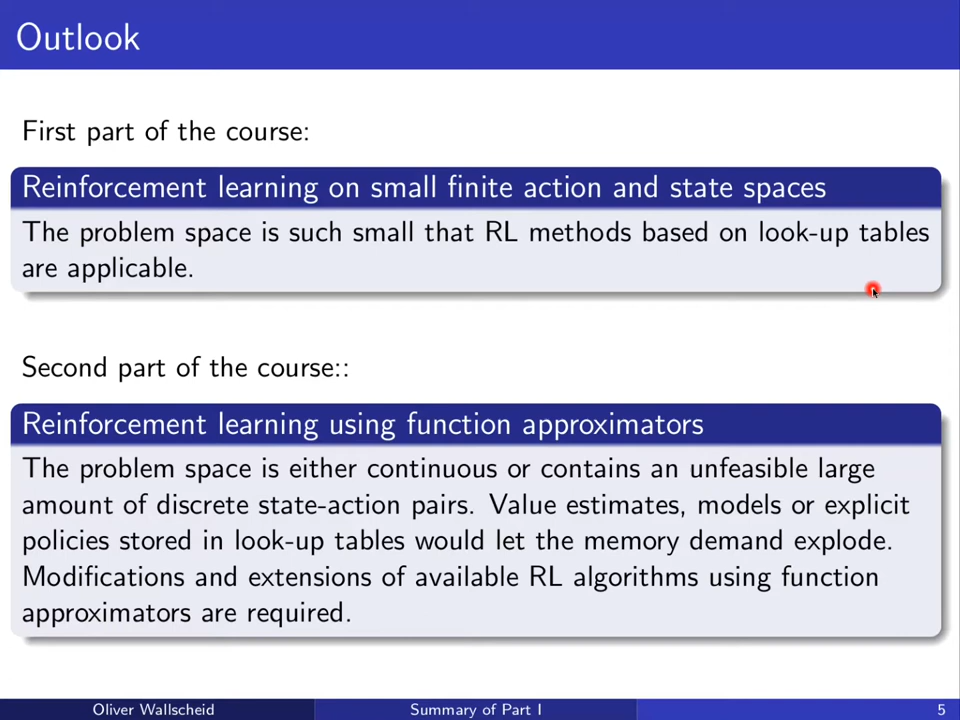 Outlook
First part of the course:
Reinforcement learning on small finite action and state spaces
The problem space is such small that RL methods based on look-up tables
are applicable.
Second part of the course::
Reinforcement learning using function approximators
The problem space is either continuous or contains an unfeasible large
amount of discrete state-action pairs. Value estimates, models or explicit
policies stored in look-up tables would let the memory demand explode.
Modifications and extensions of available RL algorithms using function
approximators are required.
Oliver Wallscheid
Summary of Part I
5